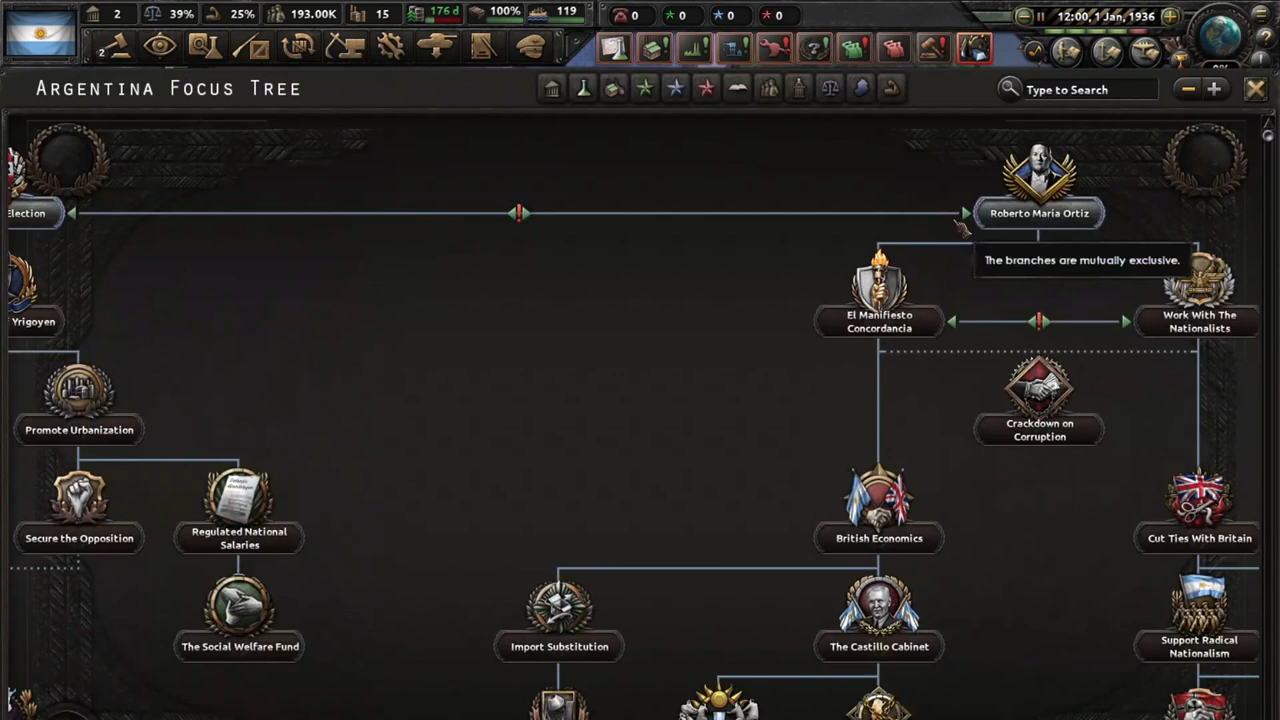 2
39%
25%
193.00K
15
176 d
100%
119
0
0
0
0
12:00, 1 Jan, 1936
2
ARGENTINA FOCUS TREE
Type to Search
Election
Roberto Maria Ortiz
The branches are mutually exclusive.
Yrigoyen
El Manifiesto
Concordancia
Work With The
Nationalists
Promote Urbanization
Crackdown on
Corruption
Secure the Opposition
Regulated National
Salaries
British Economics
Cut Ties With Britain
The Social Welfare Fund
Import Substitution
The Castillo Cabinet
Support Radical
Nationalism